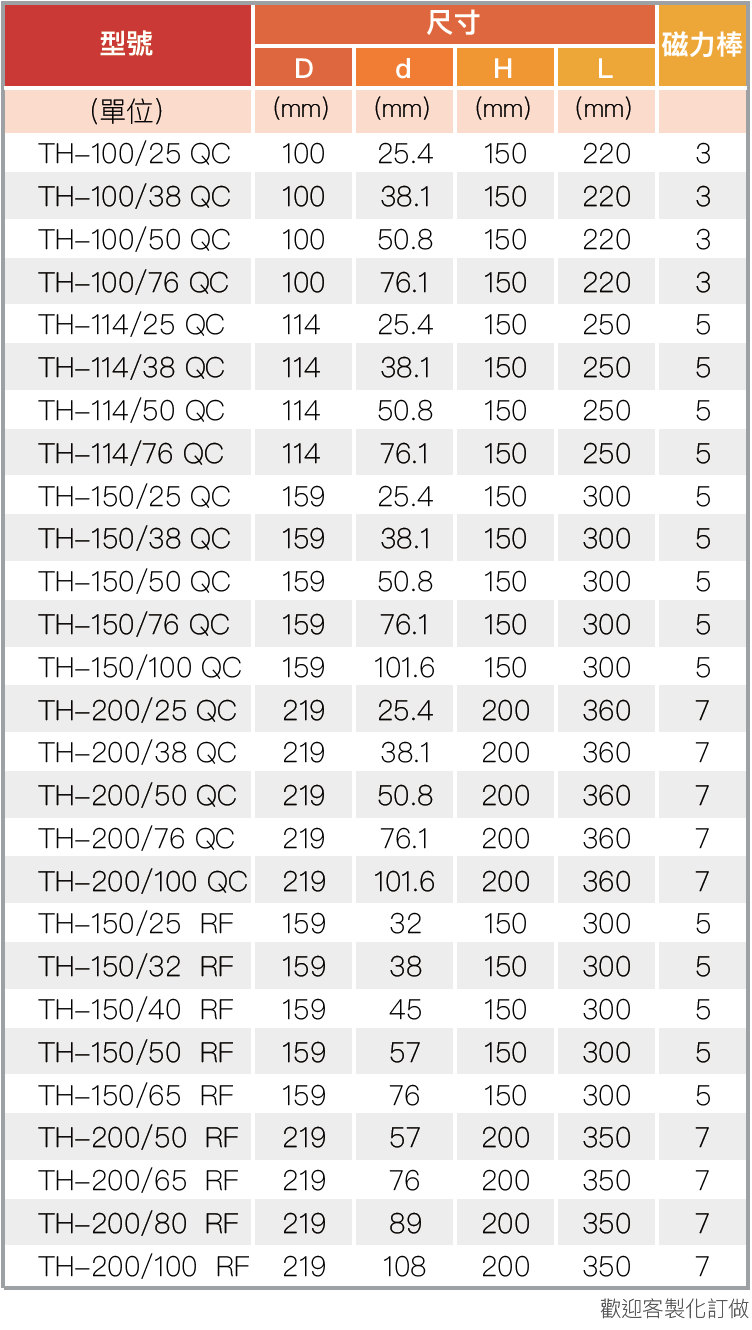 型號 尺寸 磁力棒
D d H L
(單位) (mm) (mm) (mm) (mm)
TH-100/25 QC 100 25.4 150 220 3
TH-100/38 QC 100 38.1 150 220 3
TH-100/50 QC 100 50.8 150 220 3
TH-100/76 QC 100 76.1 150 220 3
TH-114/25 QC 114 25.4 150 250 5
TH-114/38 QC 114 38.1 150 250 5
TH-114/50 QC 114 50.8 150 250 5
TH-114/76 QC 114 76.1 150 250 5
TH-150/25 QC 159 25.4 150 300 5
TH-150/38 QC 159 38.1 150 300 5
TH-150/50 QC 159 50.8 150 300 5
TH-150/76 QC 159 76.1 150 300 5
TH-150/100 QC 159 101.6 150 300 5
TH-200/25 QC 219 25.4 200 360 7
TH-200/38 QC 219 38.1 200 360 7
TH-200/50 QC 219 50.8 200 360 7
TH-200/76 QC 219 76.1 200 360 7
TH-200/100 QC 219 101.6 200 360 7
TH-150/25 RF 159 32 150 300 5
TH-150/32 RF 159 38 150 300 5
TH-150/40 RF 159 45 150 300 5
TH-150/50 RF 159 57 150 300 5
TH-150/65 RF 159 76 150 300 5
TH-200/50 RF 219 57 200 350 7
TH-200/65 RF 219 76 200 350 7
TH-200/80 RF 219 89 200 350 7
TH-200/100 RF 219 108 200 350 7
歡迎客製化訂做